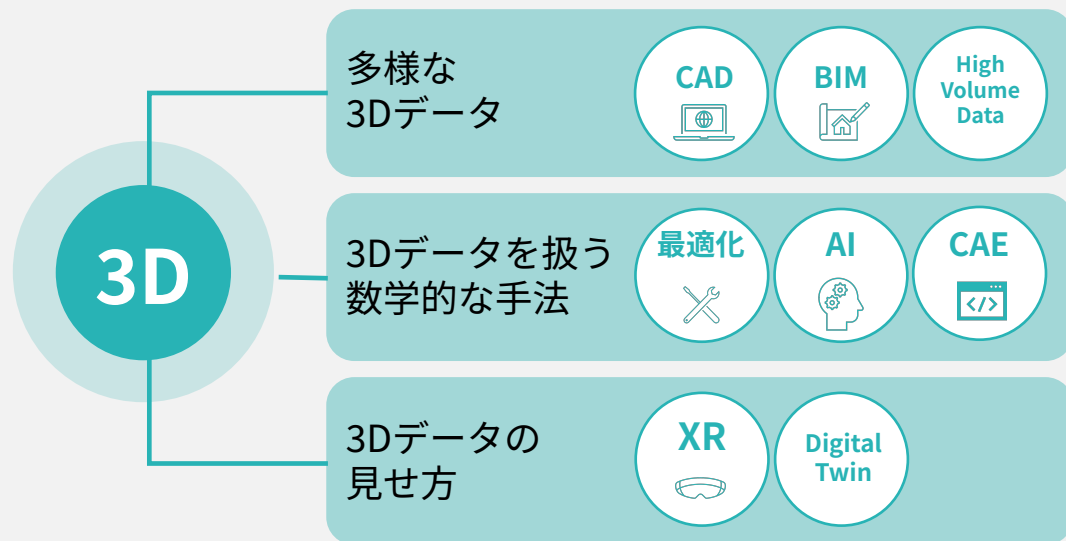 3D
多様な
3Dデータ
CAD
BIM
High
Volume
Data
3Dデータを扱う
数学的な手法
最適化
AI
CAE
</>
3Dデータの
見せ方
XR
Digital
Twin